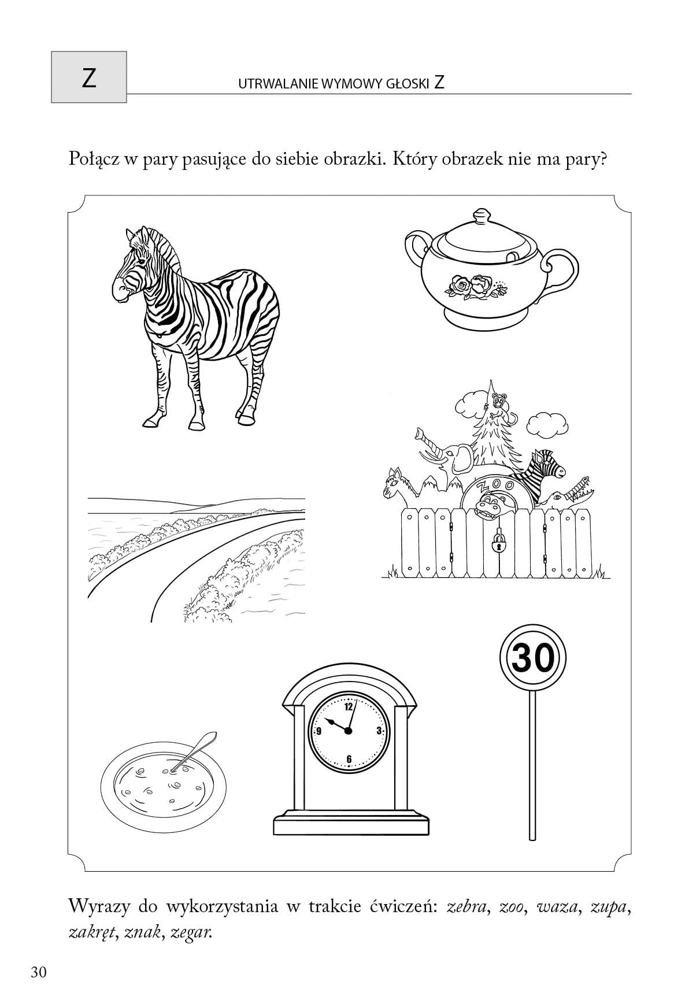 Z
UTRWALANIE WYMOWY GŁOSKI Z
Połącz w pary pasujące do siebie obrazki. Który obrazek nie ma pary?
ZOO
30
12
9
3
6
Wyrazy do wykorzystania w trakcie ćwiczeń: zebra, zoo, waza, zupa,
zakręt, znak, zegar.
30